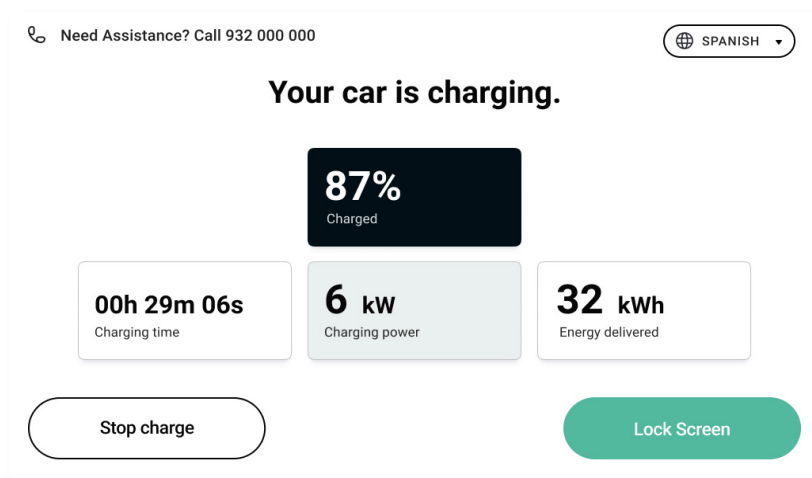 Need Assistance? Call 932 000 000
SPANISH
Your car is charging.
87%
Charged
00h 29m 06s
Charging time
6 kW
Charging power
32 kWh
Energy delivered
Stop charge
Lock Screen